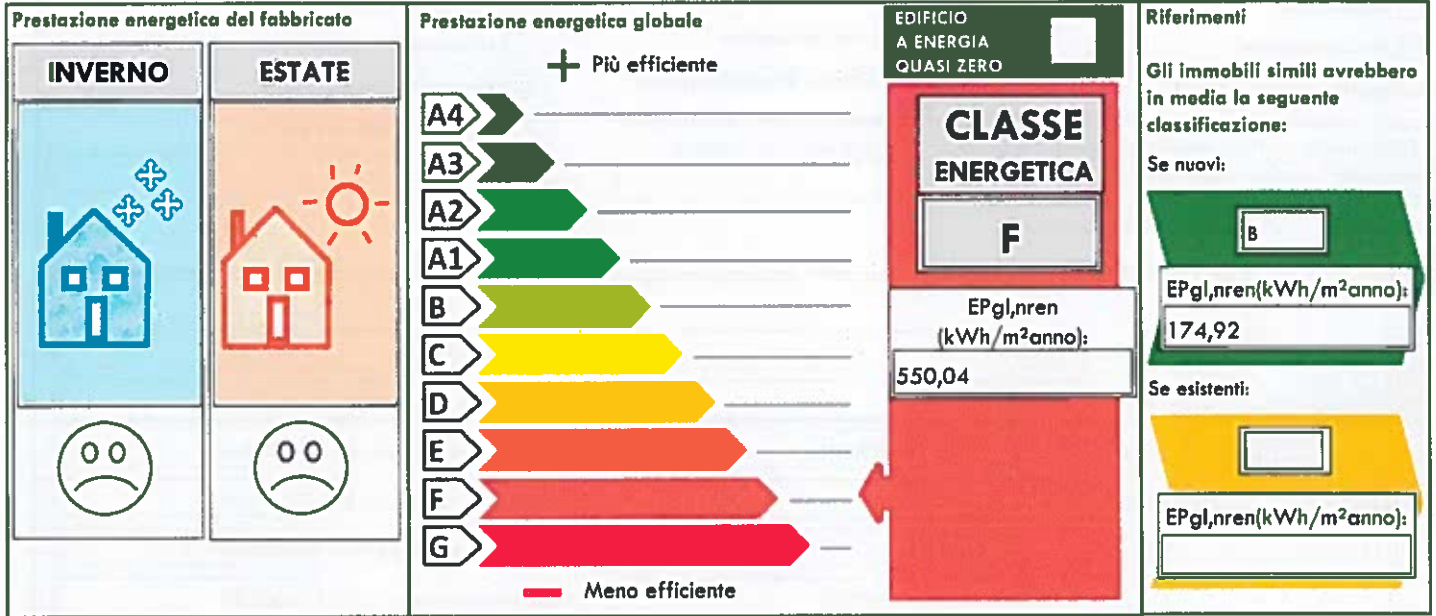 Prestazione energetica del fabbricato
INVERNO
ESTATE
Prestazione energetica globale
+ Più efficiente
A4
A3
A2
A1
B
C
D
E
F
G
Meno efficiente
EDIFICIO
A ENERGIA
QUASI ZERO
CLASSE
ENERGETICA
F
EPgl,nren
(kWh/m²anno):
550,04
Riferimenti
Gli immobili simili avrebbero
in media la seguente
classificazione:
Se nuovi:
B
EPgl,nren(kWh/m²anno):
174,92
Se esistenti:
EPgl,nren(kWh/m²anno):